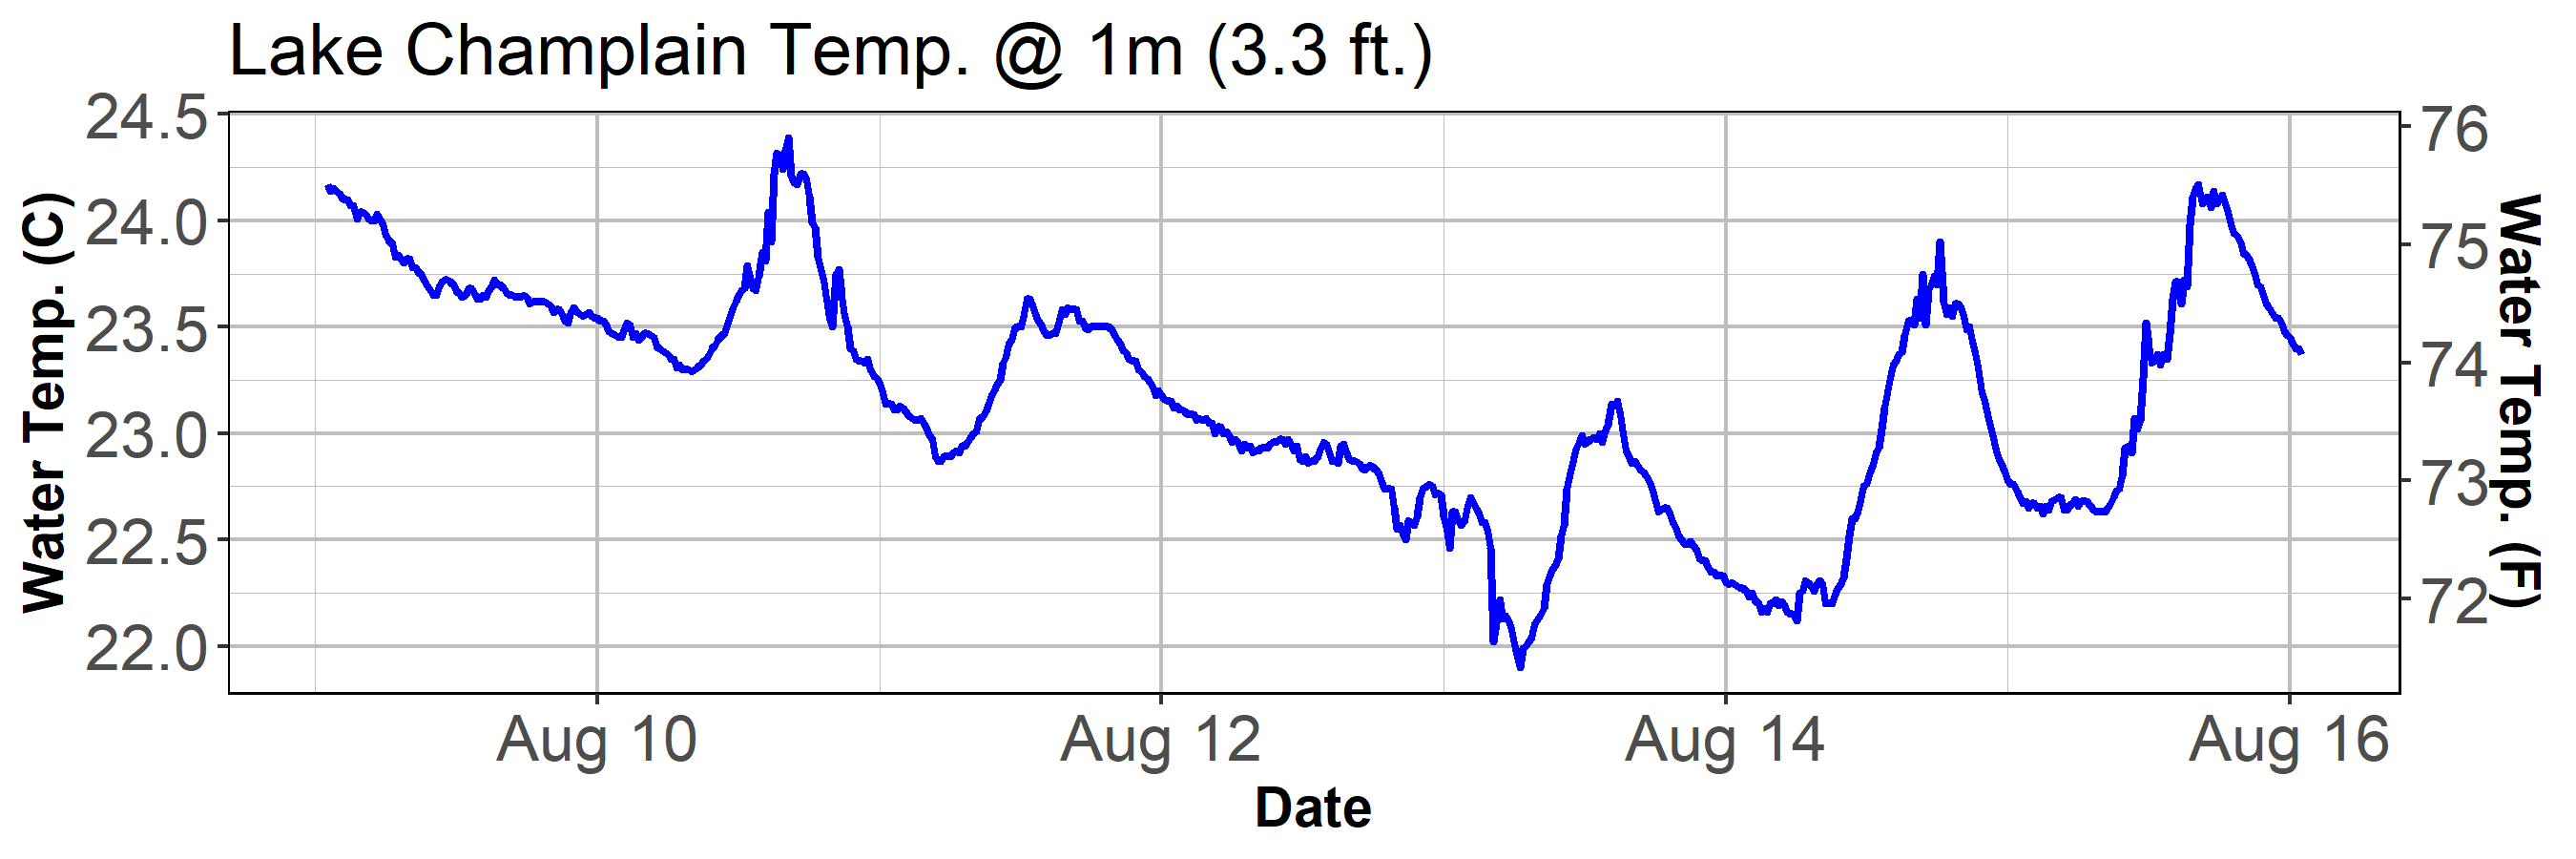 Lake Champlain Temp. @ 1m (3.3 ft.)
Water Temp. (C)
24.5
24.0
23.5
23.0
22.5
22.0
76
75
74
73
72
Water Temp. (F)
Aug 10
Aug 12
Aug 14
Aug 16
Date